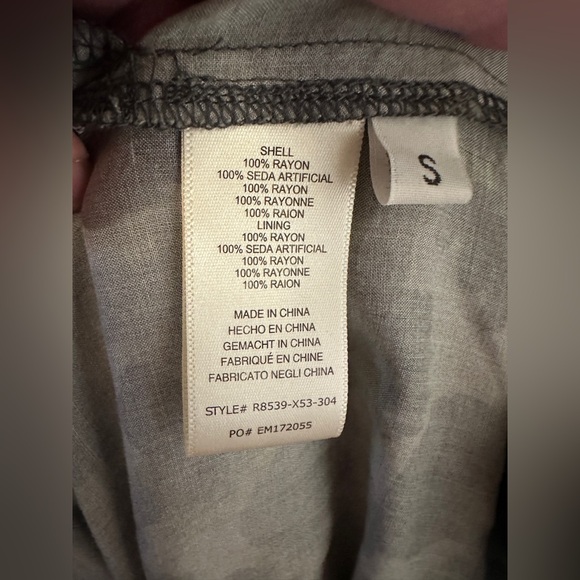 SHELL
100% RAYON
100% SEDA ARTIFICIAL
100% RAYON
100% RAYONNE
100% RAION
LINING
100% RAYON
100% SEDA ARTIFICIAL
100% RAYON
100% RAYONNE
100% RAION
MADE IN CHINA
HECHO EN CHINA
GEMACHT IN CHINA
FABRIQUÉ EN CHINE
FABRICATO NEGLI CHINA
STYLE# R8539-X53-304
PO# EM172055
S